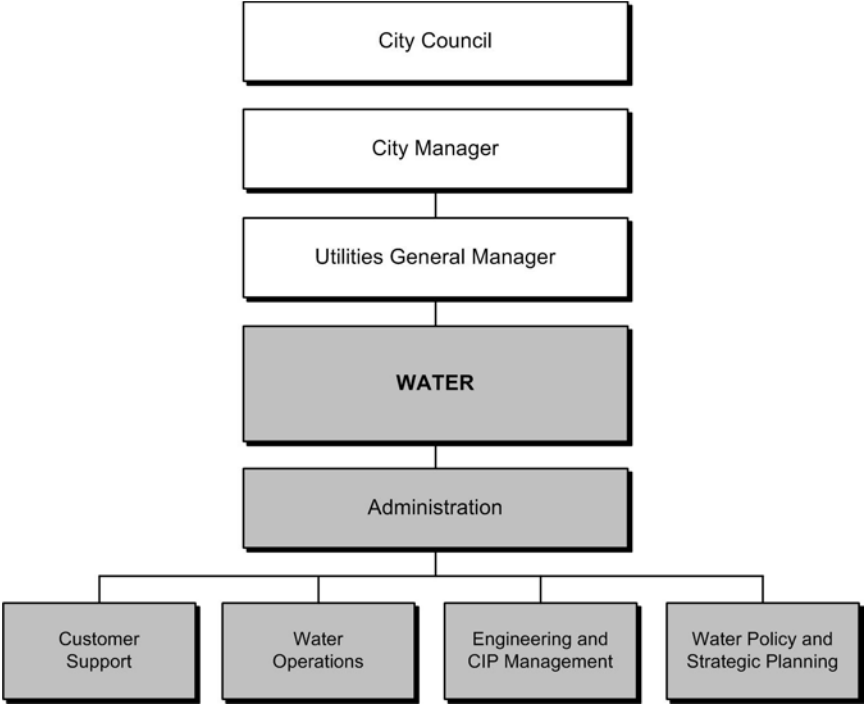 City Council
City Manager
Utilities General Manager
WATER
Administration
Customer
Support
Water
Operations
Engineering and
CIP Management
Water Policy and
Strategic Planning